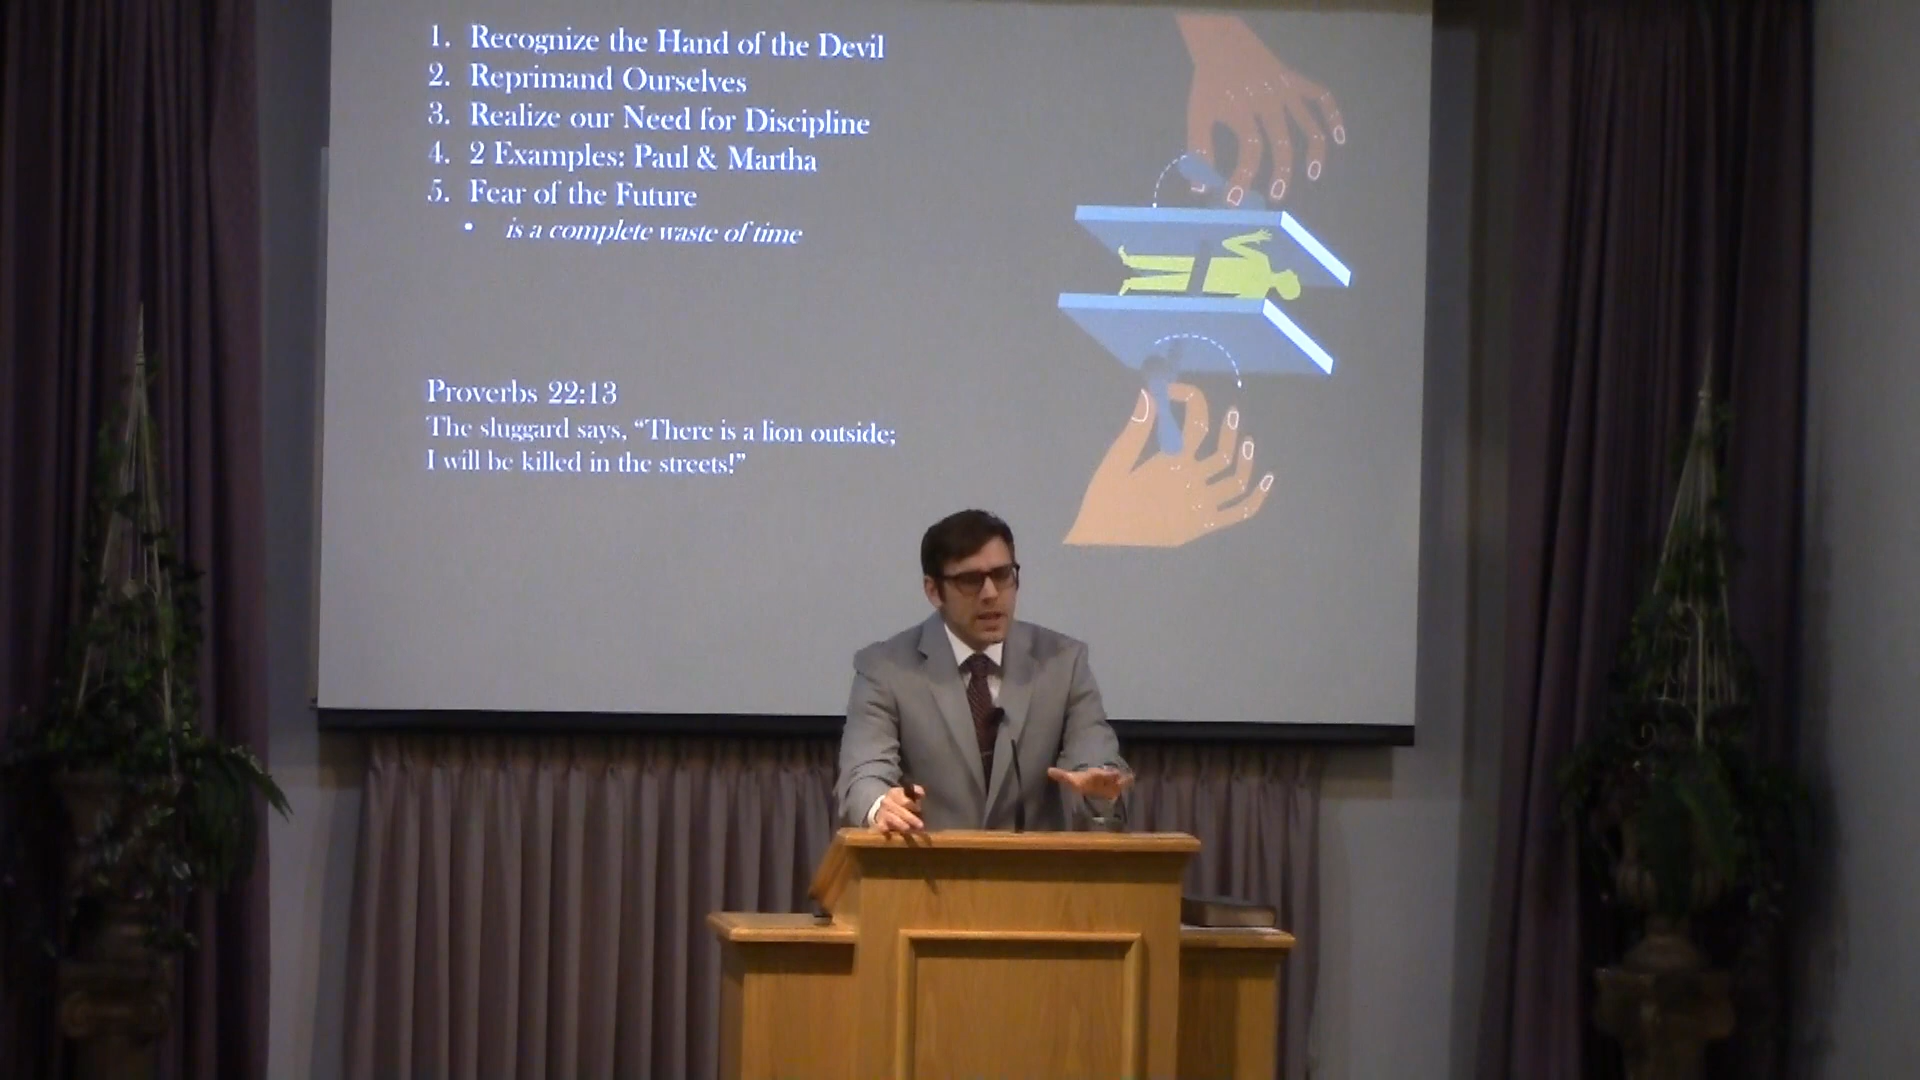 1. Recognize the Hand of the Devil
2. Reprimand Ourselves
3. Realize our Need for Discipline
4. 2 Examples: Paul & Martha
5. Fear of the Future
• is a complete waste of time
Proverbs 22:13
The sluggard says, “There is a lion outside;
I will be killed in the streets!”